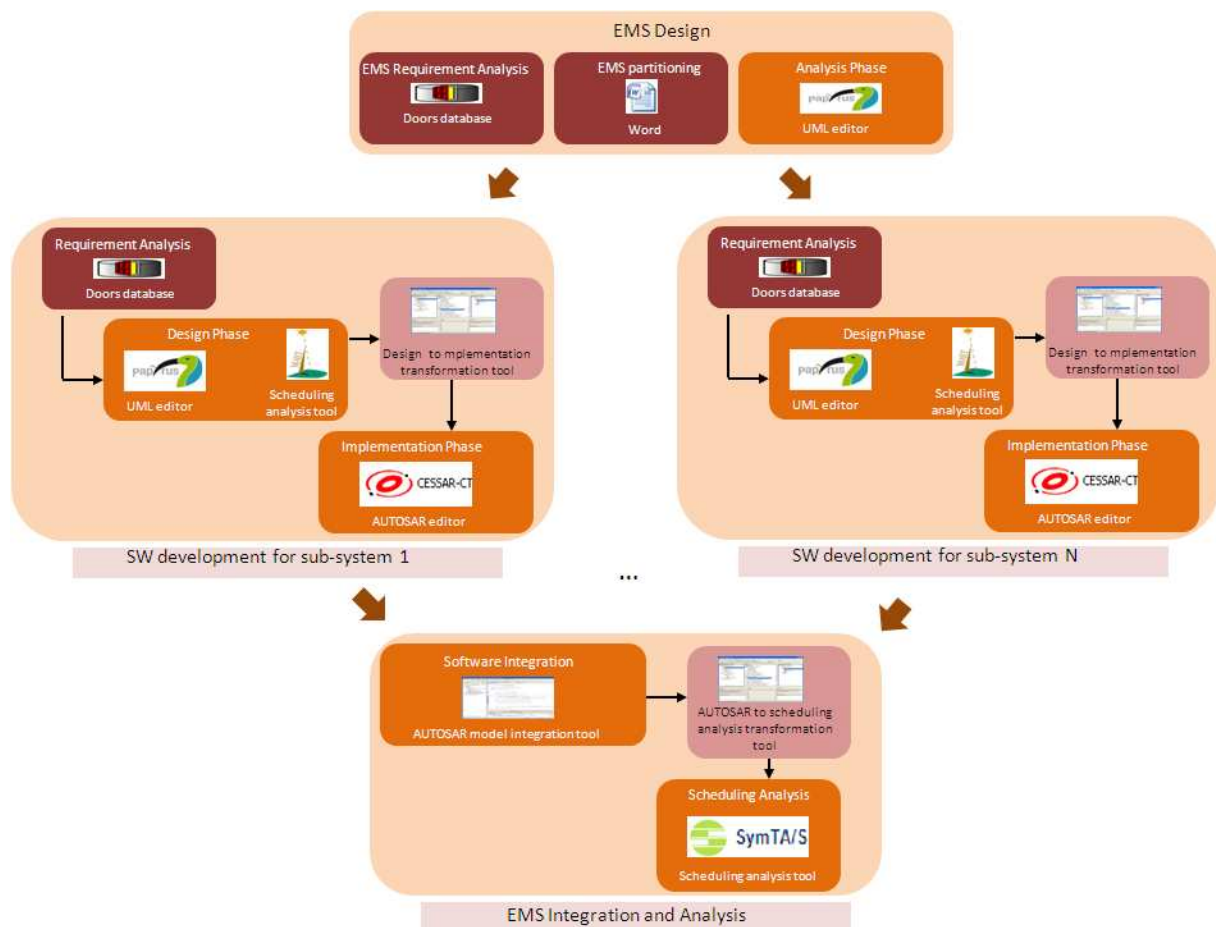 EMS Design
EMS Requirement Analysis
Doors database
EMS partitioning
Word
Analysis Phase
papyrus
UML editor
Requirement Analysis
Doors database
Design Phase
papyrus
UML editor
Scheduling
analysis tool
Design to mplementation
transformation tool
Implementation Phase
CESSAR-CT
AUTOSAR editor
SW development for sub-system 1
Requirement Analysis
Doors database
Design Phase
papyrus
UML editor
Scheduling
analysis tool
Design to mplementation
transformation tool
Implementation Phase
CESSAR-CT
AUTOSAR editor
SW development for sub-system N
...
Software Integration
AUTOSAR model integration tool
AUTOSAR to scheduling
analysis transformation
tool
Scheduling Analysis
SymTA/S
Scheduling analysis tool
EMS Integration and Analysis